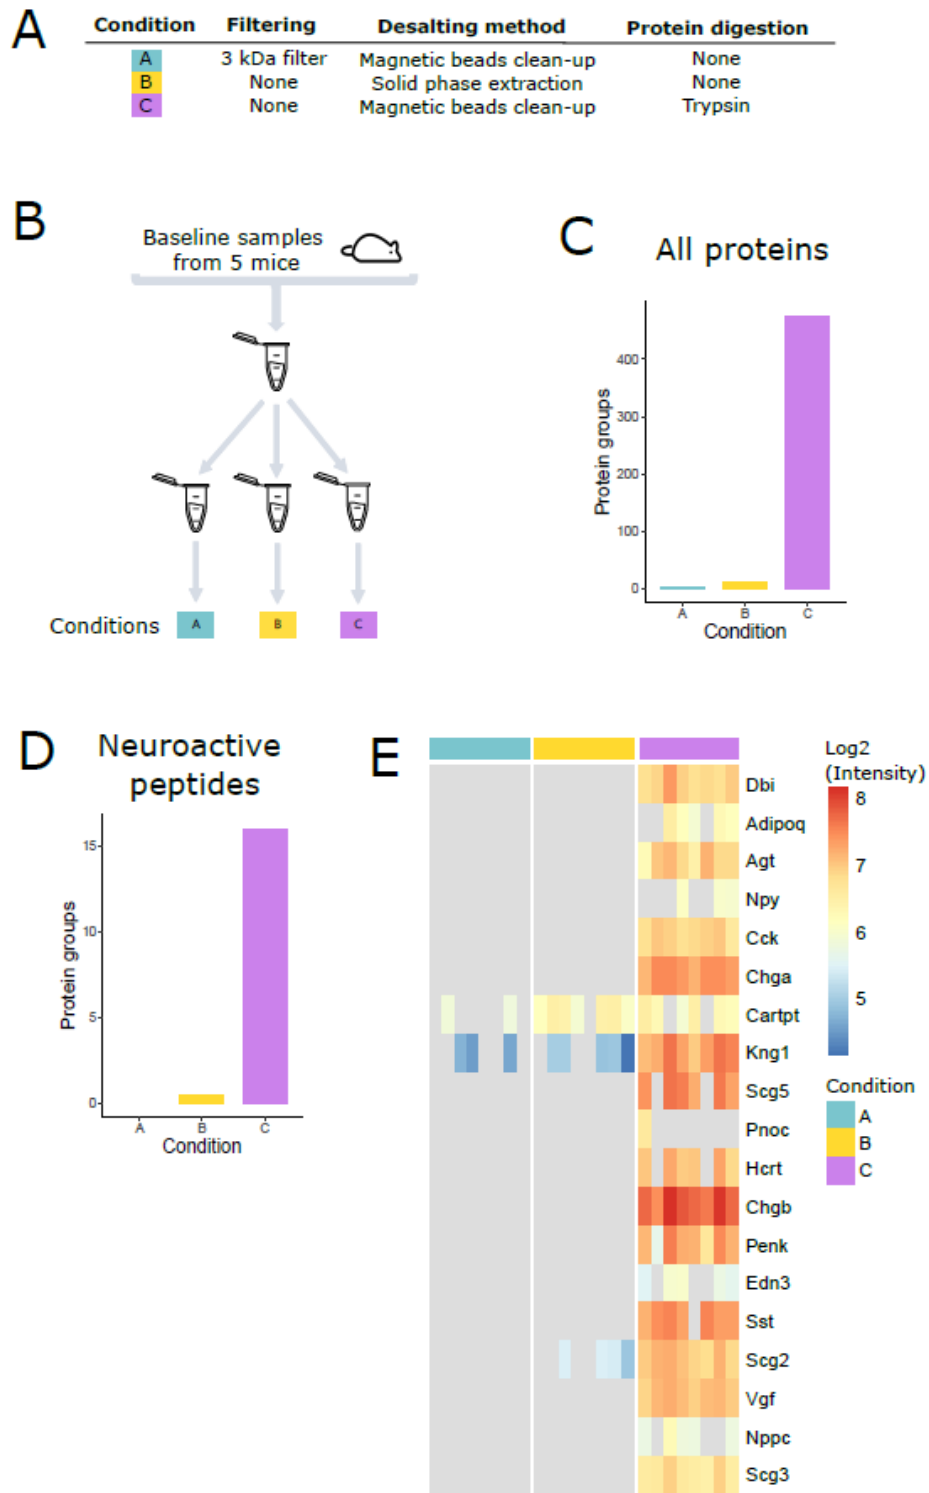 A
Condition Filtering Desalting method Protein digestion
A 3 kDa filter Magnetic beads clean-up None
B None Solid phase extraction None
C None Magnetic beads clean-up Trypsin
B
Baseline samples
from 5 mice
Conditions A B C
C
All proteins
Protein groups
400
300
200
100
0
A B C
Condition
D
Neuroactive
peptides
Protein groups
15
10
5
0
A B C
Condition
E
Dbi
Adipoq
Agt
Npy
Cck
Chga
Cartpt
Kng1
Scg5
Pnoc
Hcrt
Chgb
Penk
Edn3
Sst
Scg2
Vgf
Nppc
Scg3
Log2
(Intensity)
8
7
6
5
Condition
A
B
C